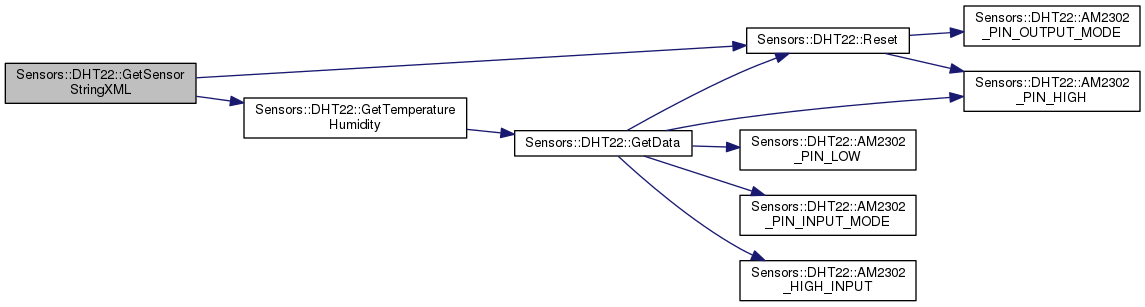 Sensors::DHT22::GetSensor
StringXML
Sensors::DHT22::GetTemperature
Humidity
Sensors::DHT22::GetData
Sensors::DHT22::Reset
Sensors::DHT22::AM2302
_PIN_OUTPUT_MODE
Sensors::DHT22::AM2302
_PIN_HIGH
Sensors::DHT22::AM2302
_PIN_LOW
Sensors::DHT22::AM2302
_PIN_INPUT_MODE
Sensors::DHT22::AM2302
_HIGH_INPUT